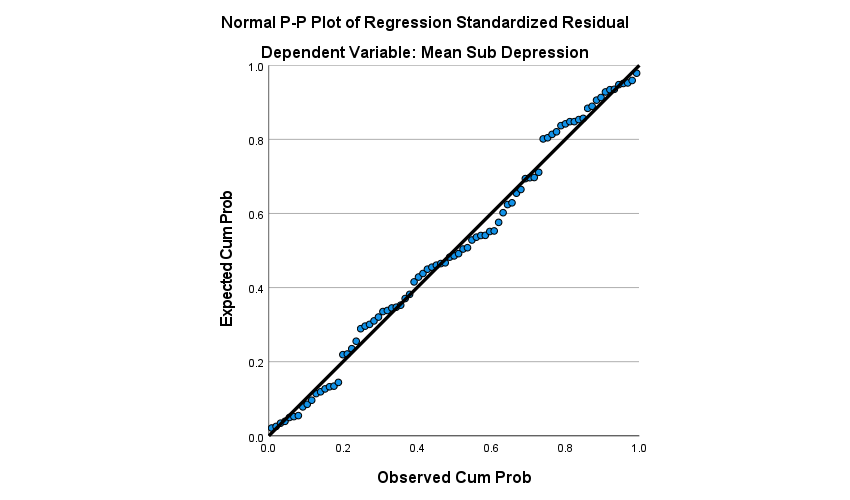 Normal P-P Plot of Regression Standardized Residual
Dependent Variable: Mean Sub Depression
1.0
0.8
0.6
0.4
0.2
0.0
Expected Cum Prob
0.0 0.2 0.4 0.6 0.8 1.0
Observed Cum Prob